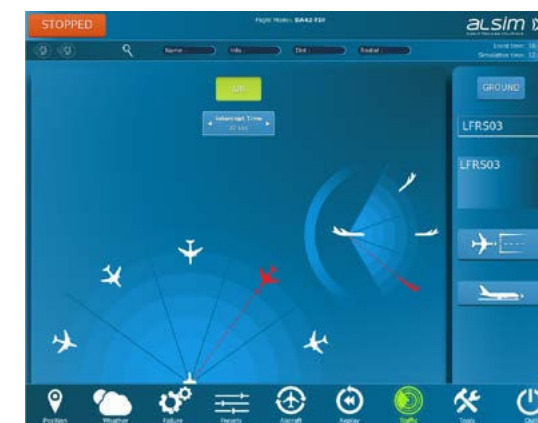 STOPPED
Flight Model: DA42-FDI
ALSIM
Name :
Info :
Dist :
Radial :
Local time: 16
Simulation time: 12
AIR
Intercept Time
GROUND
LFRS03
LFRS03
Position
Weather
Failure
Presets
Aircraft
Replay
Traffic
Tools